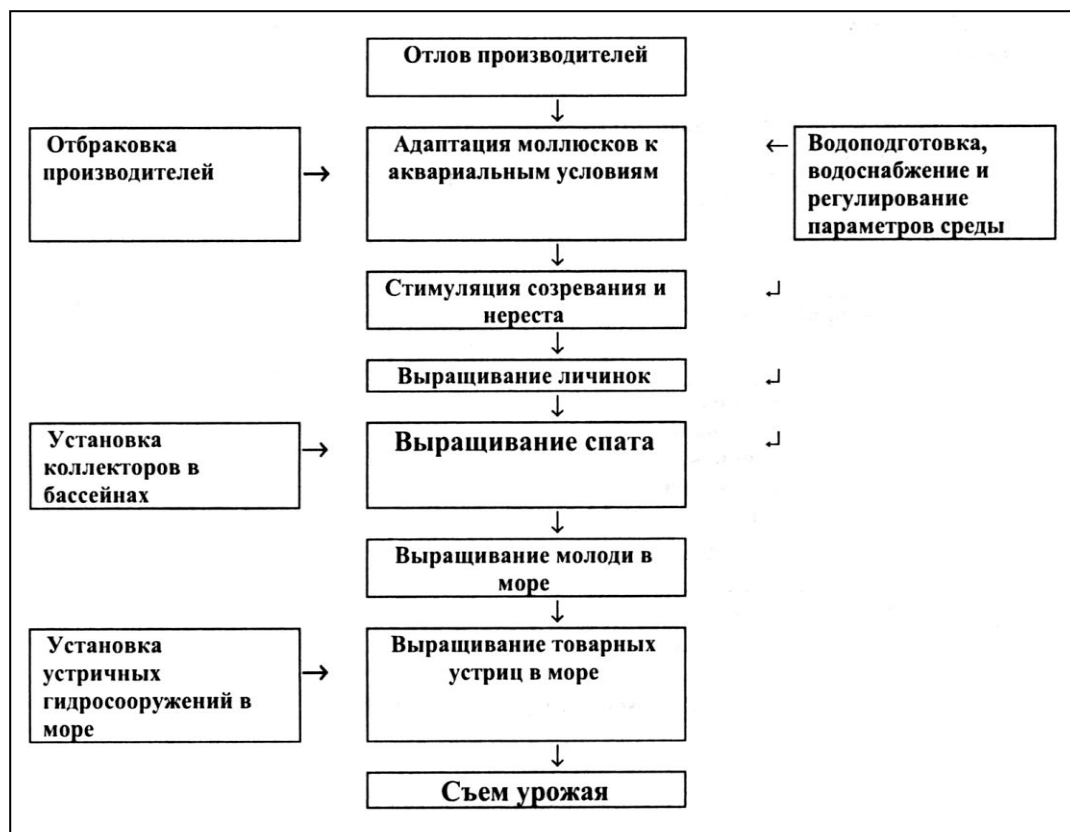 Отлов производителей
Отбраковка
производителей
Адаптация моллюсков к
аквариальным условиям
Водоподготовка,
водоснабжение и
регулирование
параметров среды
Стимуляция созревания и
нереста
Выращивание личинок
Установка
коллекторов в
бассейнах
Выращивание спата
Выращивание молоди в
море
Установка
устричных
гидросооружений в
море
Выращивание товарных
устриц в море
Съем урожая